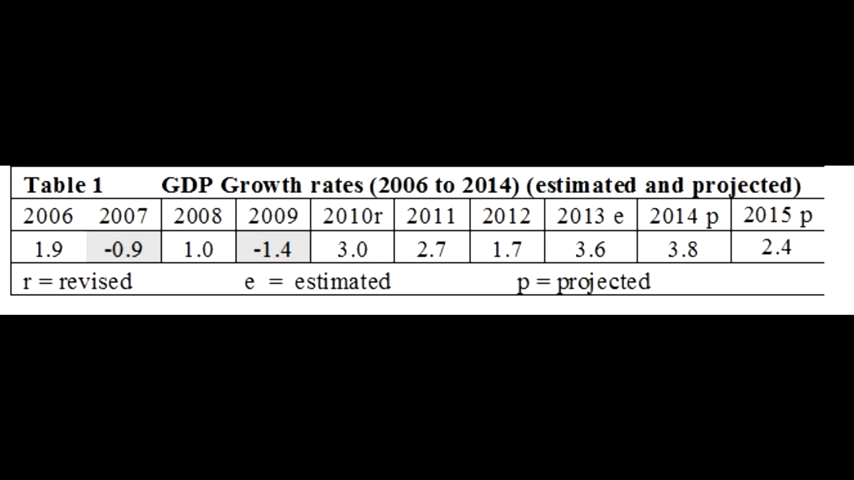 Table 1 GDP Growth rates (2006 to 2014) (estimated and projected)
2006 2007 2008 2009 2010r 2011 2012 2013 e 2014 p 2015 p
1.9 -0.9 1.0 -1.4 3.0 2.7 1.7 3.6 3.8 2.4
r = revised e = estimated p = projected